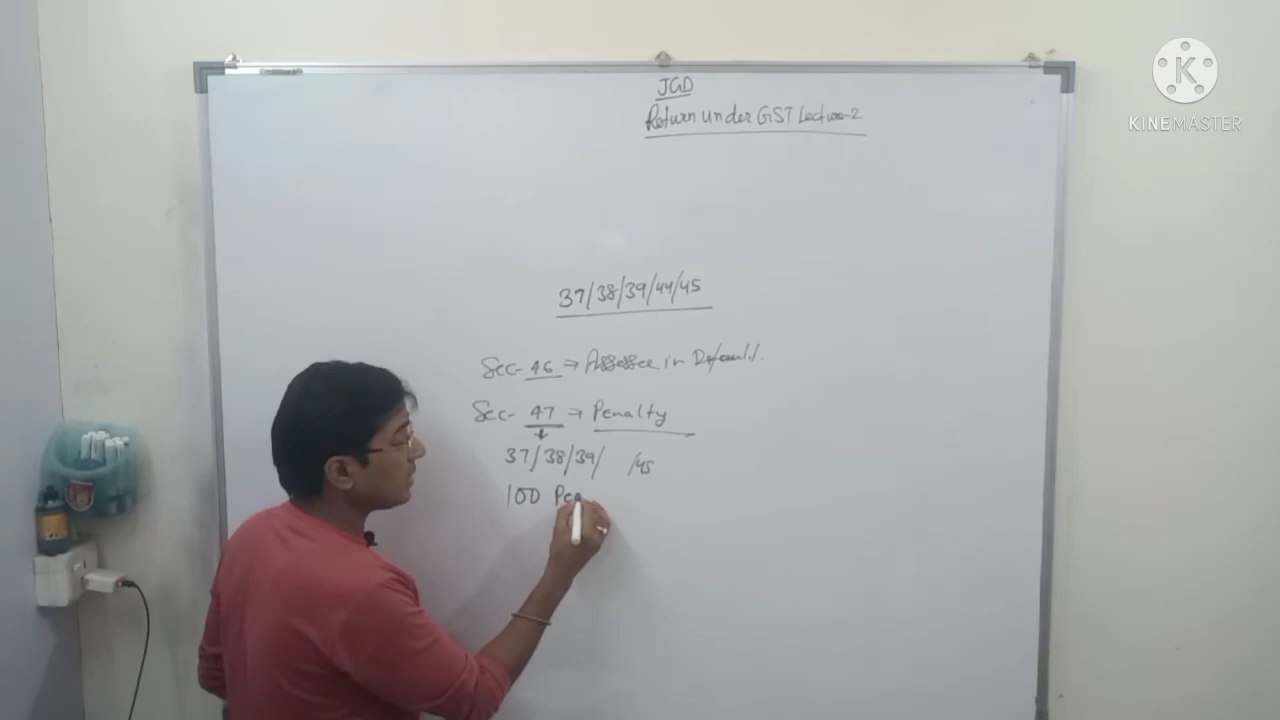 JGD
Return under GST Lecture-2
K
KINEMASTER
37/38/39/44/45
Sec- 46 → Assessee in Default.
Sec- 47 → Penalty
37/38/39/ /45
100 Pe